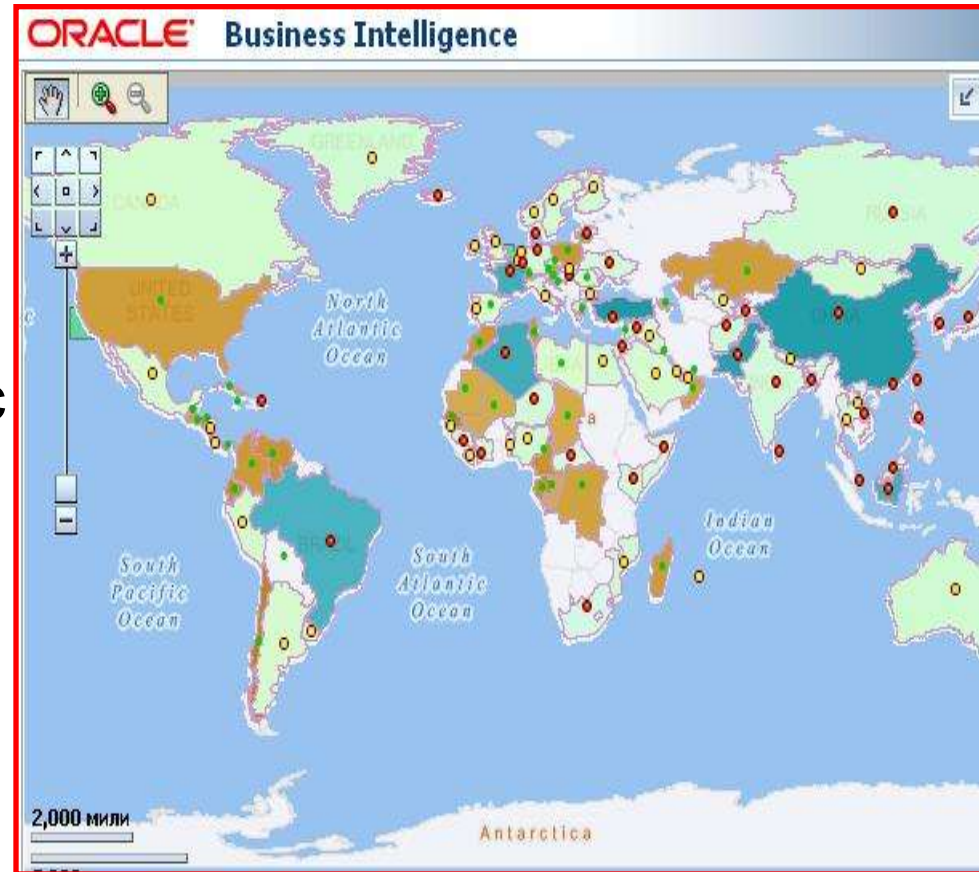 ORACLE Business Intelligence
GREENLAND
CANADA
RUSSIA
UNITED
STATES
North
Atlantic
Ocean
CHINA
c
a
BRAZIL
Indian
Ocean
South
Pacific
Ocean
South
Atlantic
Ocean
2,000 мили
Antarctica